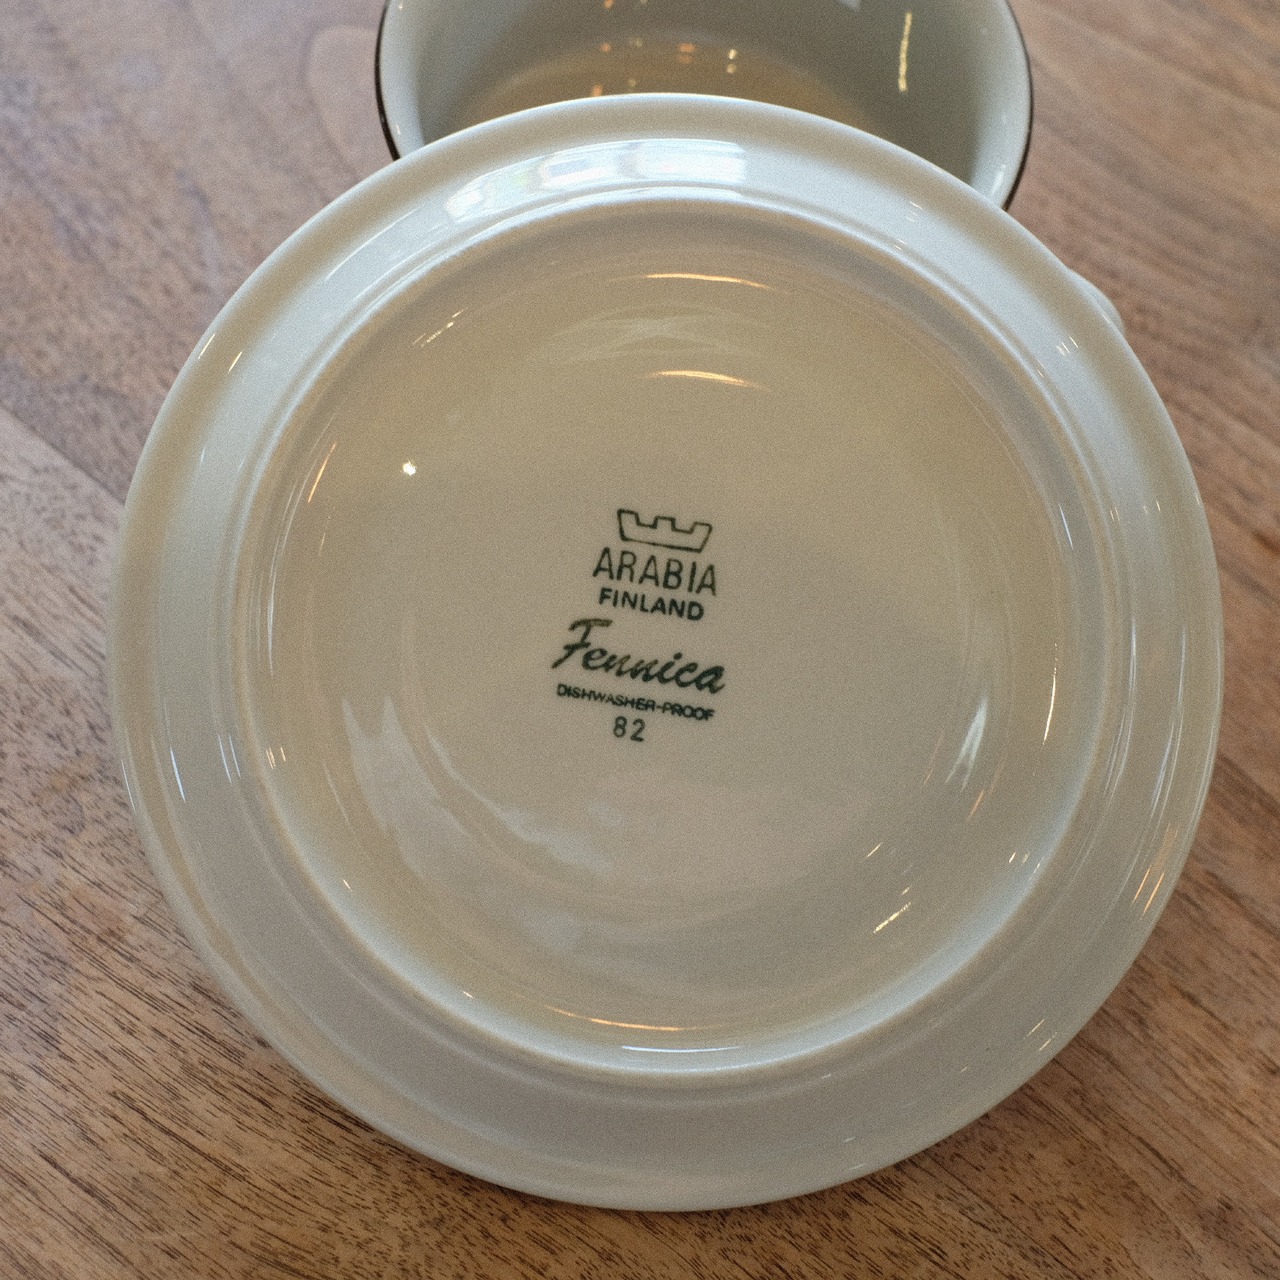 ARABIA
FINLAND
Fennica
DISHWASHER-PROOF
82